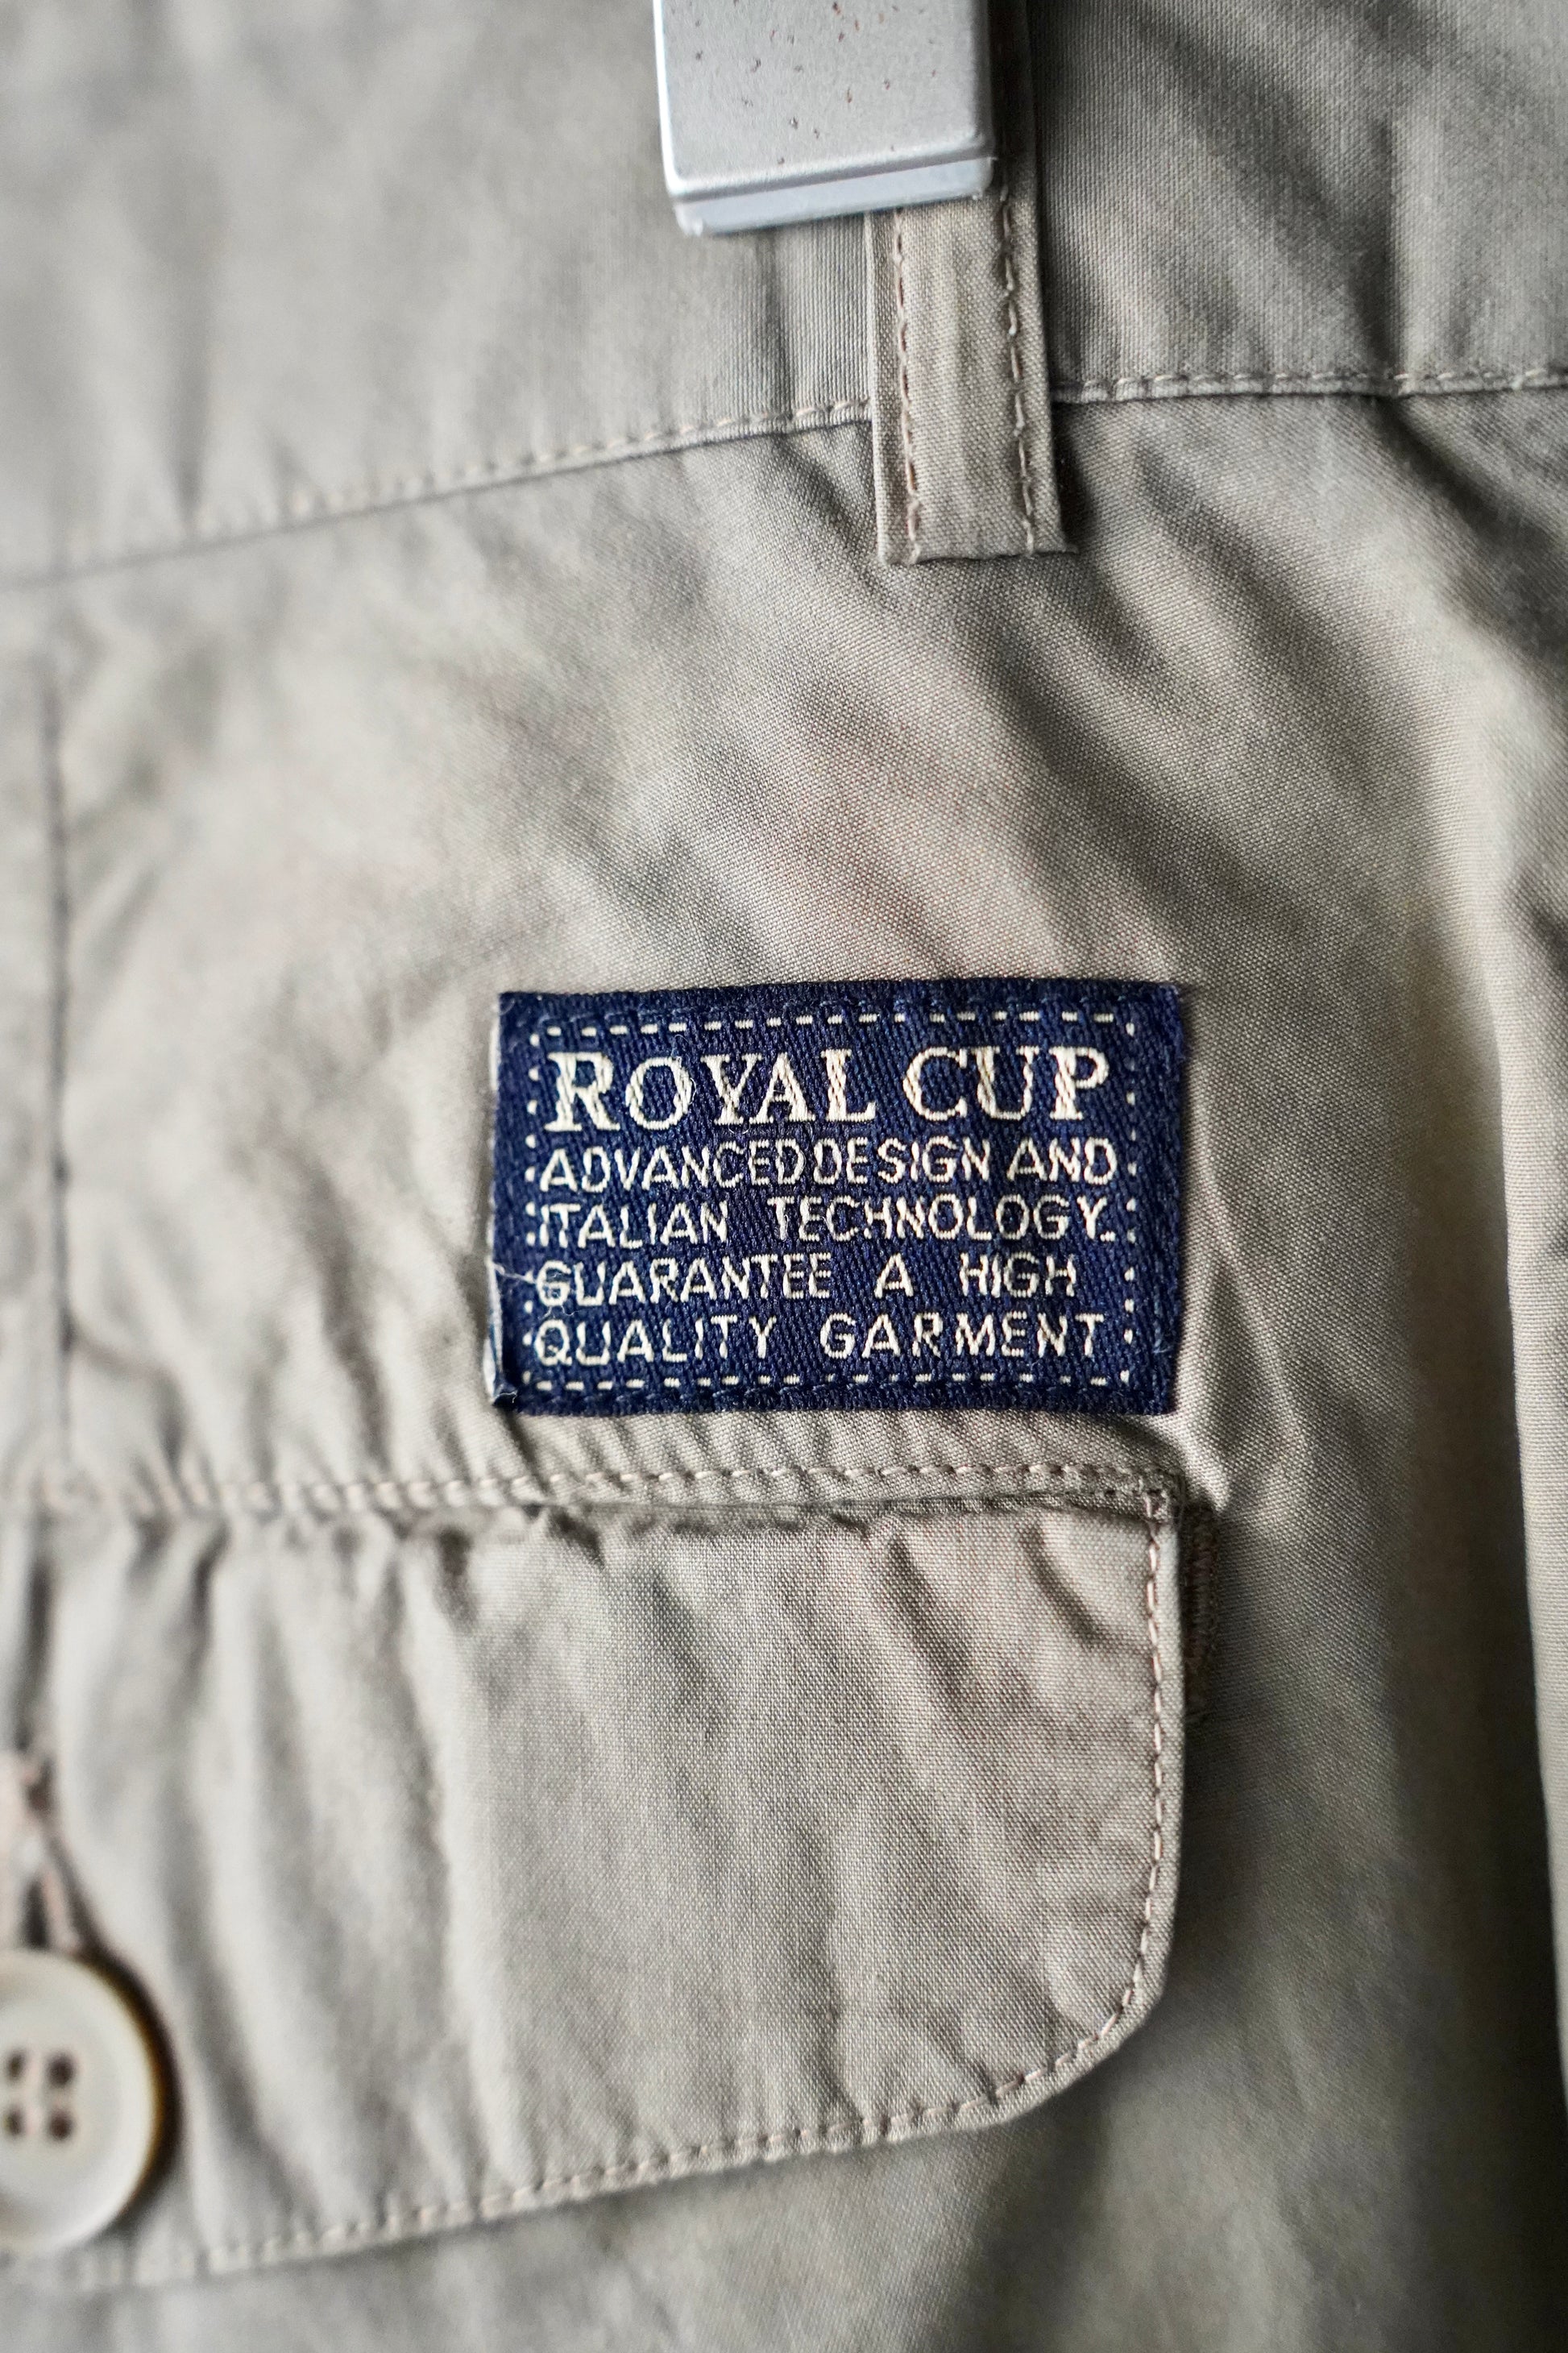 ROYAL CUP
ADVANCED DESIGN AND
ITALIAN TECHNOLOGY.
GUARANTEE A HIGH
QUALITY GARMENT